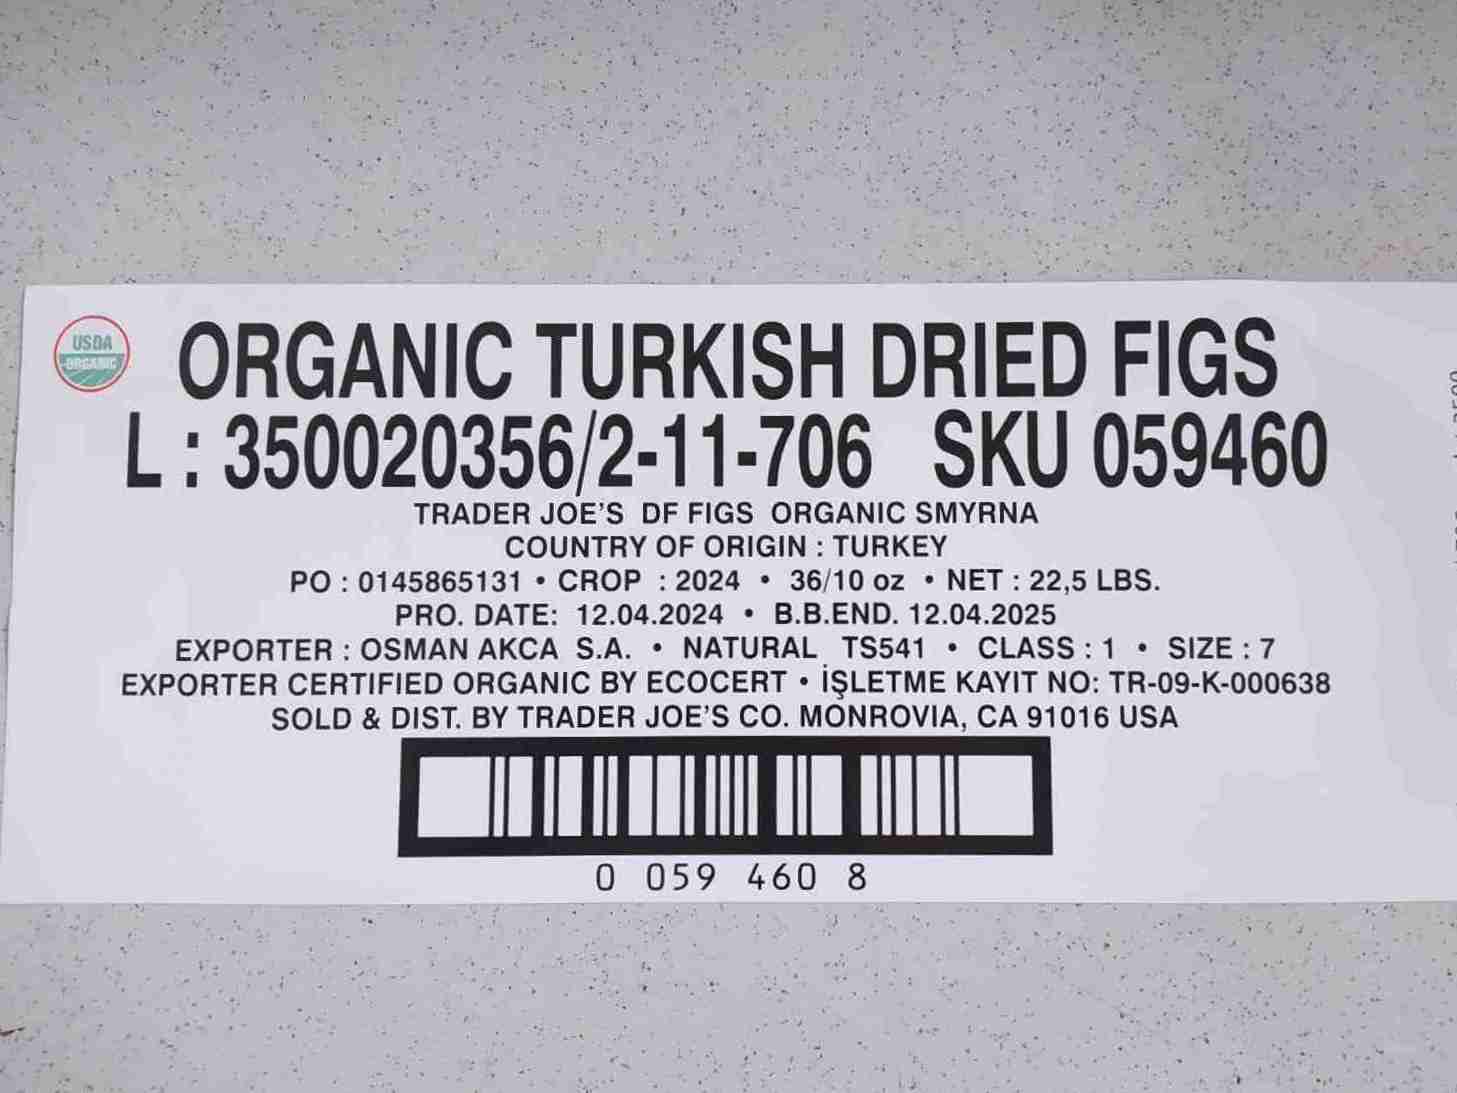 USDA
ORGANIC
ORGANIC TURKISH DRIED FIGS
L : 350020356/2-11-706 SKU 059460
TRADER JOE'S DF FIGS ORGANIC SMYRNA
COUNTRY OF ORIGIN : TURKEY
PO : 0145865131 • CROP : 2024 • 36/10 oz • NET : 22,5 LBS.
PRO. DATE: 12.04.2024 • B.B.END. 12.04.2025
EXPORTER : OSMAN AKCA S.A. • NATURAL TS541 • CLASS : 1 • SIZE : 7
EXPORTER CERTIFIED ORGANIC BY ECOCERT • İŞLETME KAYIT NO: TR-09-K-000638
SOLD & DIST. BY TRADER JOE'S CO. MONROVIA, CA 91016 USA
0 059 460 8